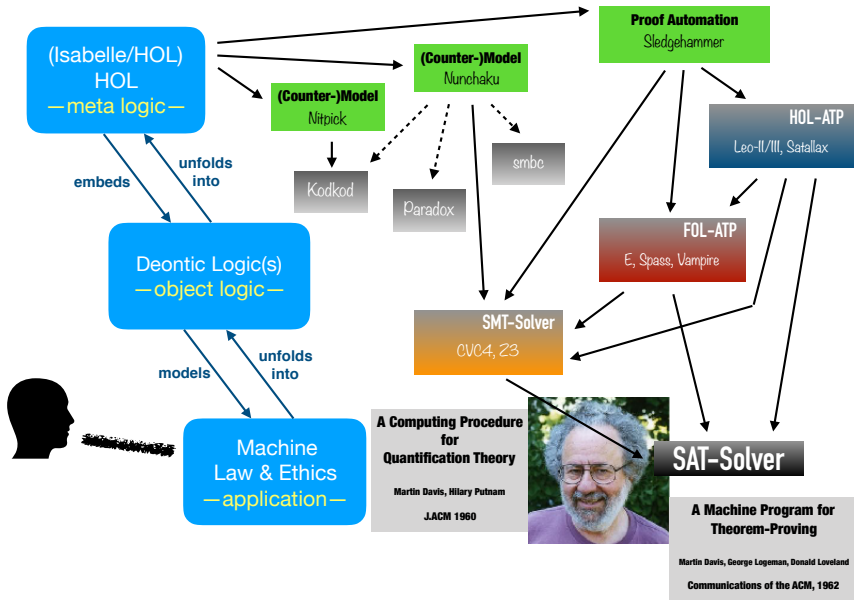 (Isabelle/HOL)
HOL
—meta logic—
embeds
unfolds
into
Deontic Logic(s)
—object logic—
models
unfolds
into
Machine
Law & Ethics
—application—
(Counter-)Model
Nitpick
Kodkod
(Counter-)Model
Nunchaku
Paradox
smbc
Proof Automation
Sledgehammer
HOL-ATP
Leo-II/III, Satallax
FOL-ATP
E, Spass, Vampire
SMT-Solver
CVC4, Z3
A Computing Procedure
for
Quantification Theory
Martin Davis, Hilary Putnam
J.ACM 1960
SAT-Solver
A Machine Program for
Theorem-Proving
Martin Davis, George Logeman, Donald Loveland
Communications of the ACM, 1962